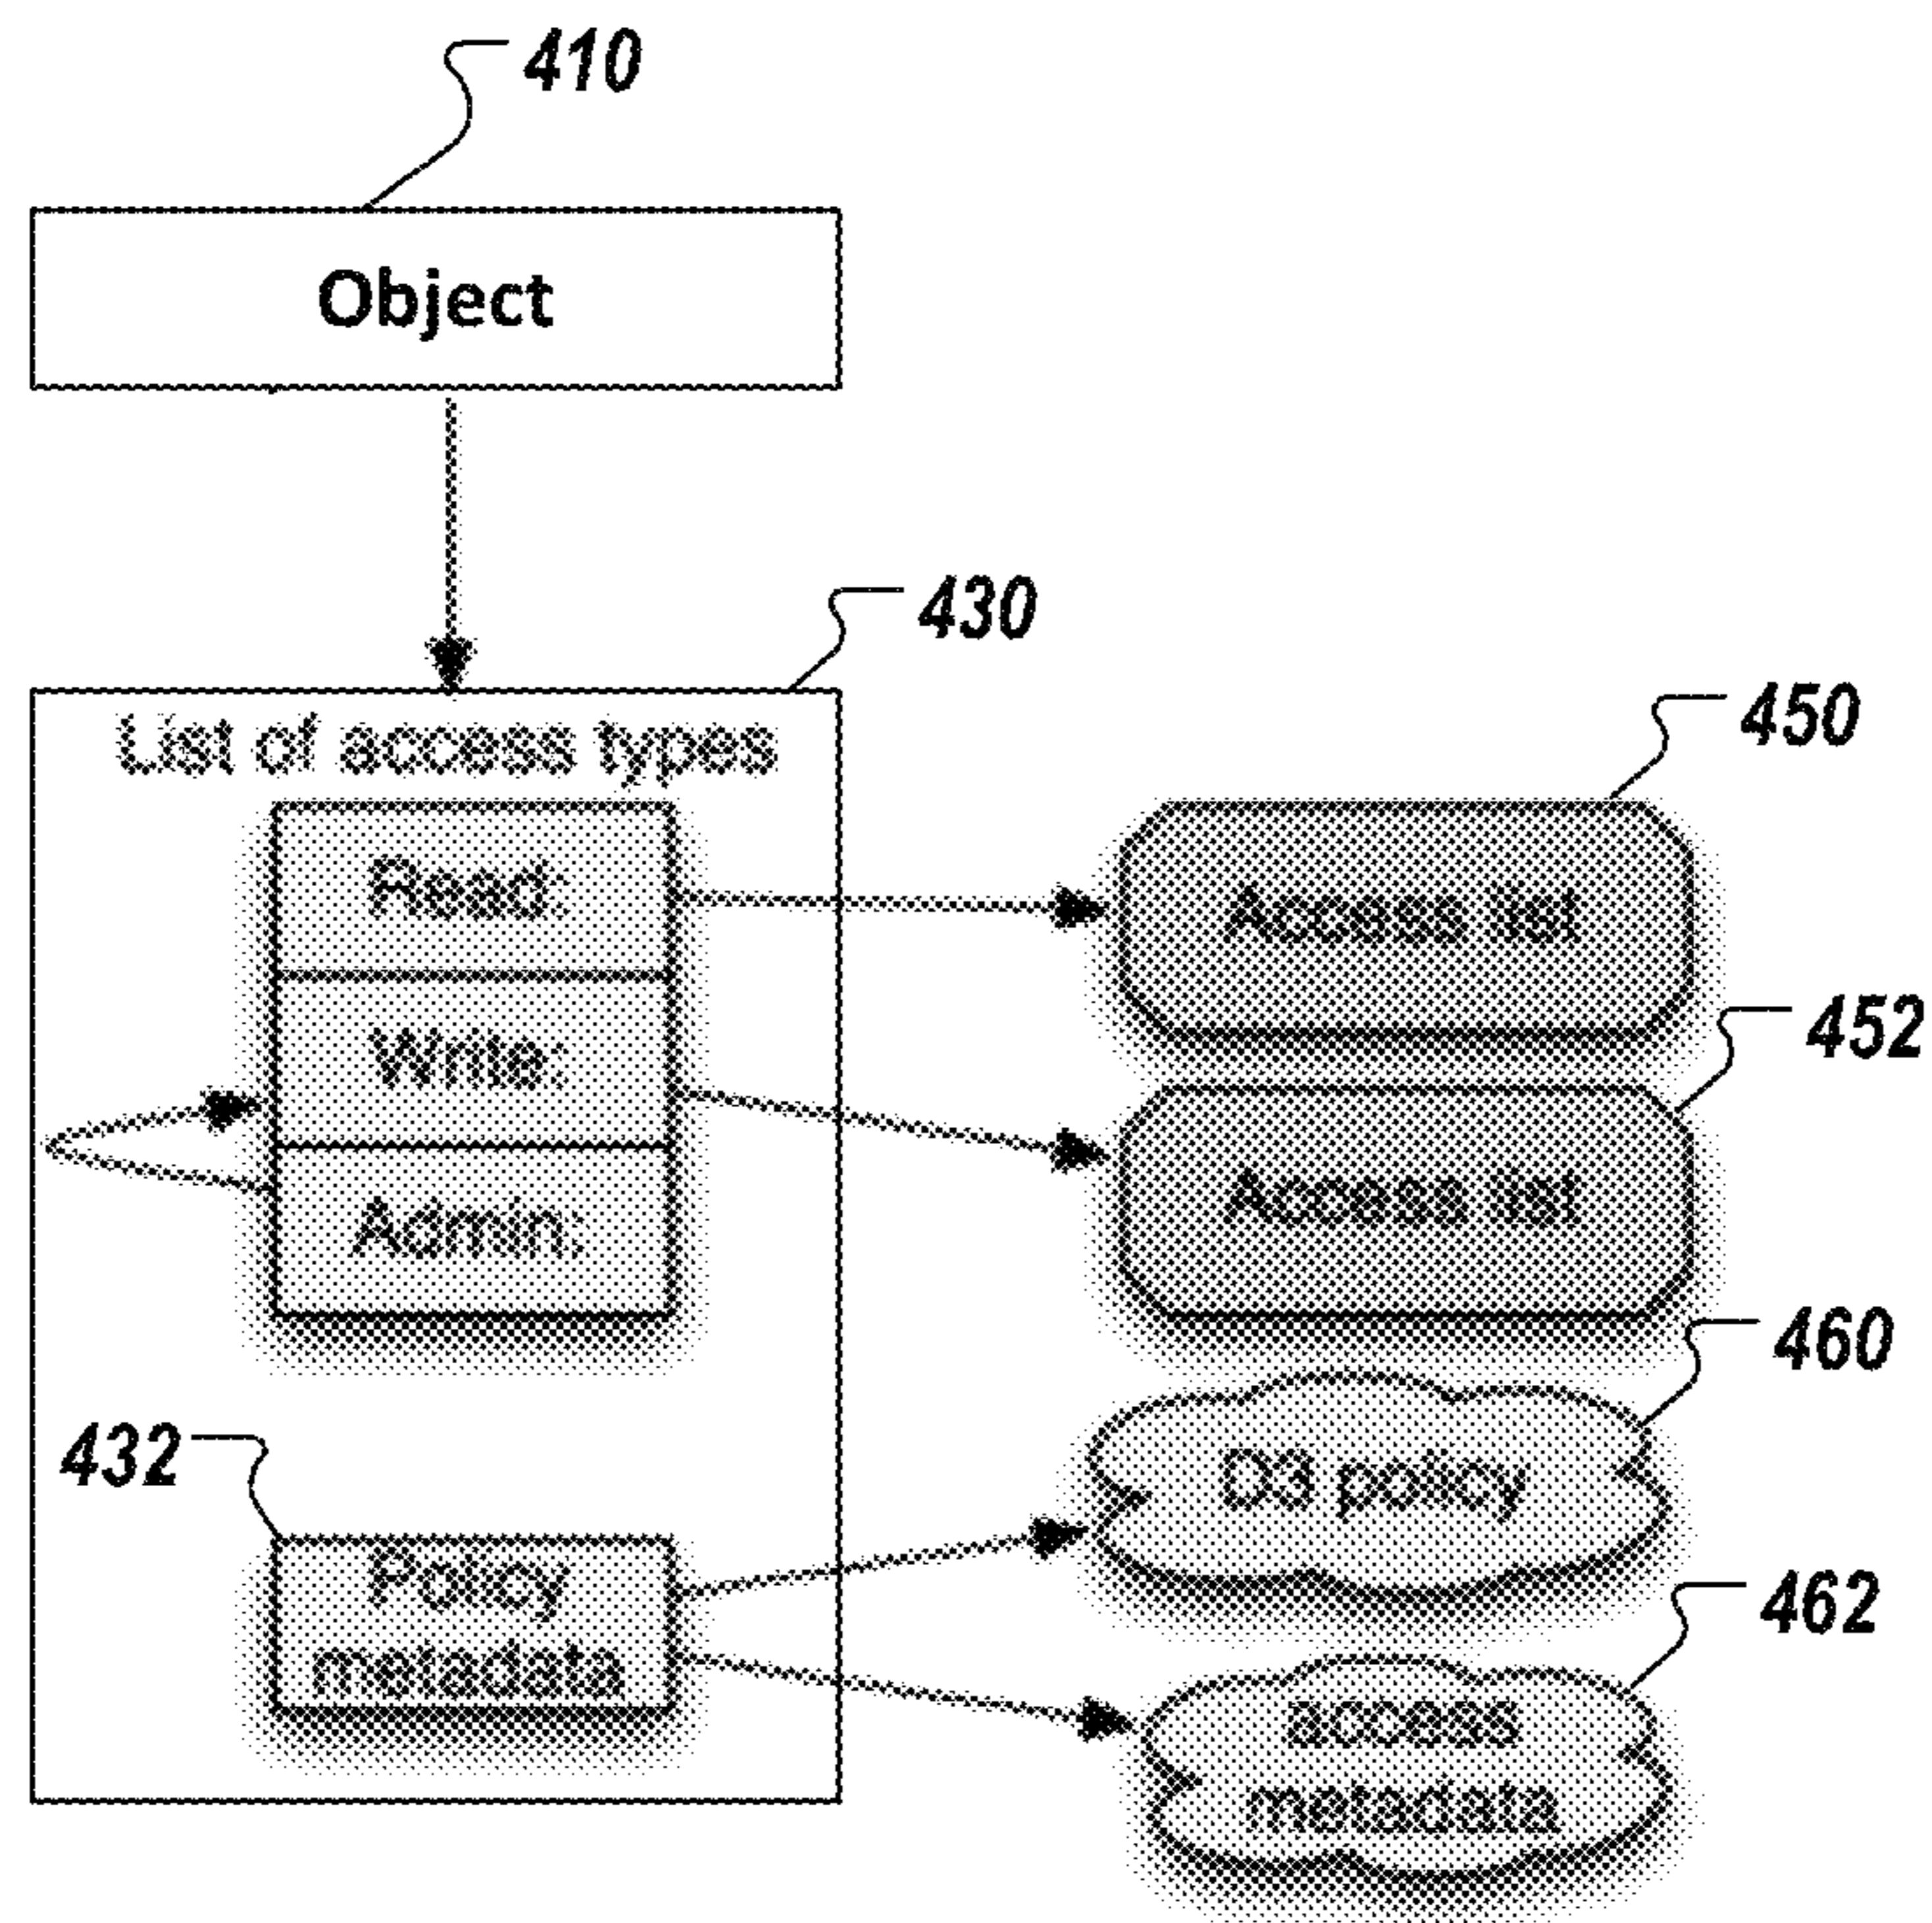 410
Object
430
List of access types
450
Read:
Access list
452
Write:
Access list
Admin:
460
432
D3 policy
Policy
metadata
462
access
metadata